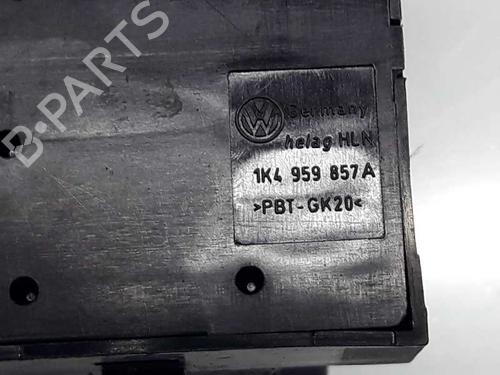 B-PARTS
Germany
helag HLN
1K4 959 857 A
>PBT-GK20<